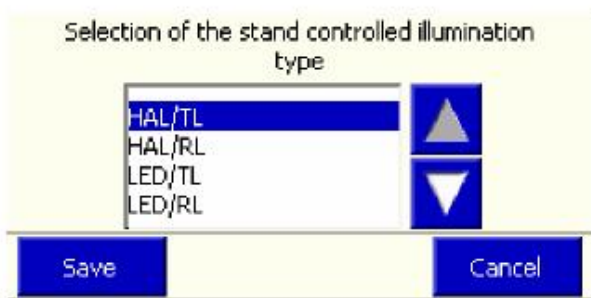 Selection of the stand controlled illumination
type
HAL/TL
HAL/RL
LED/TL
LED/RL
Save
Cancel